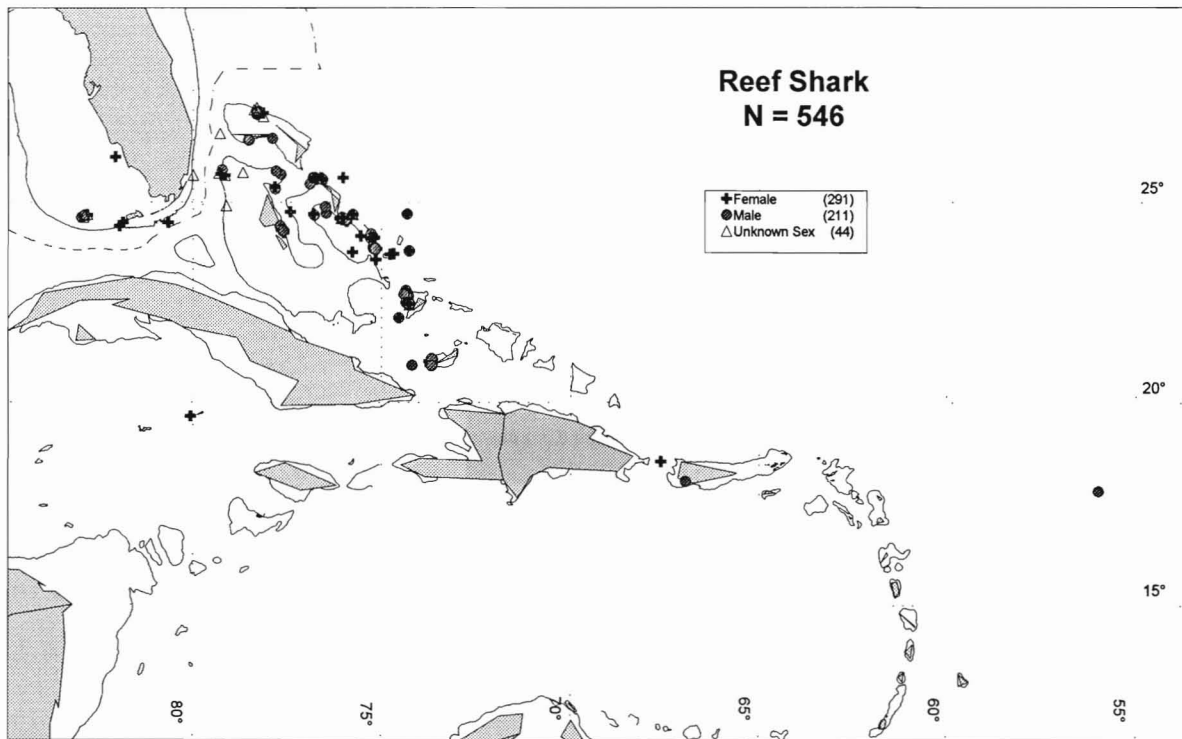 Reef Shark
N = 546
Female (291)
Male (211)
Unknown Sex (44)
25°
20°
15°
80°
75°
70°
65°
60°
55°